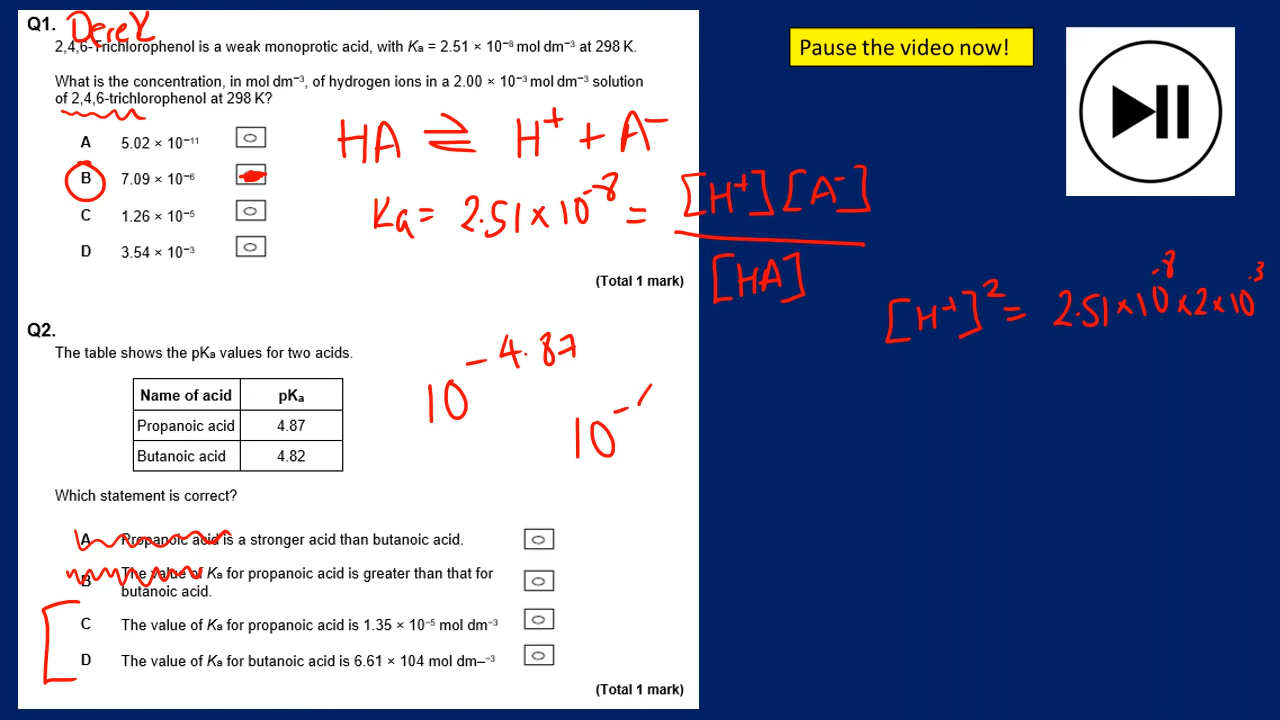 Q1.
DereK
2,4,6-Trichlorophenol is a weak monoprotic acid, with Kₐ = 2.51 × 10⁻⁸ mol dm⁻³ at 298 K.
What is the concentration, in mol dm⁻³, of hydrogen ions in a 2.00 × 10⁻³ mol dm⁻³ solution
of 2,4,6-trichlorophenol at 298 K?
A 5.02 × 10⁻¹¹
B 7.09 × 10⁻⁶
C 1.26 × 10⁻⁵
D 3.54 × 10⁻³
(Total 1 mark)
HA ⇌ H⁺ + A⁻
Ka = 2.51 × 10⁻⁸ = [H⁺][A⁻]
[HA]
[H⁺]² = 2.51 × 10⁻⁸ × 2 × 10⁻³
Pause the video now!
Q2.
The table shows the pKₐ values for two acids.
Name of acid pKₐ
Propanoic acid 4.87
Butanoic acid 4.82
10⁻⁴·⁸⁷
10⁻
Which statement is correct?
A Propanoic acid is a stronger acid than butanoic acid.
B The value of Kₐ for propanoic acid is greater than that for
butanoic acid.
C The value of Kₐ for propanoic acid is 1.35 × 10⁻⁵ mol dm⁻³
D The value of Kₐ for butanoic acid is 6.61 × 104 mol dm–⁻³
(Total 1 mark)